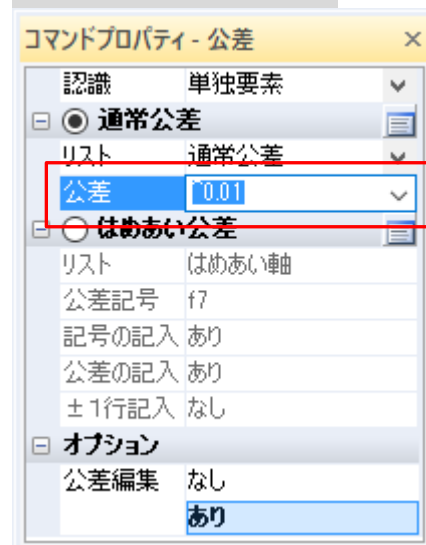 コマンドプロパティ - 公差 ×
認識 単独要素
通常公差
リスト 通常公差
公差 ~0.01
はめあい公差
リスト はめあい軸
公差記号 f7
記号の記入 あり
公差の記入 あり
±1行記入 なし
オプション
公差編集 なし
あり